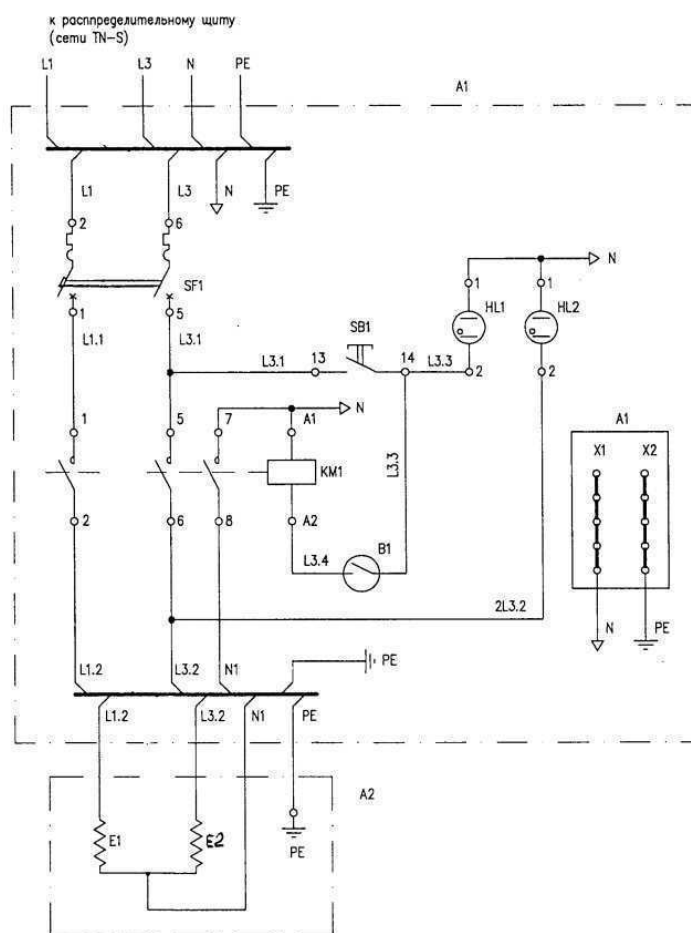 к распределительному щиту
(сети TN-S)
L1 L3 N PE
A1
L1 L3 N PE
2 6
SF1
1 5
L1.1 L3.1
N
1 1
HL1 HL2
SB1
L3.1 13 14 L3.3 2 2
1 5 7 A1 N
KM1
L3.3
A1
X1 X2
2 6 8 A2
L3.4 B1
2L3.2
N PE
L1.2 L3.2 N1 PE
L1.2 L3.2 N1 PE
A2
E1 E2
PE